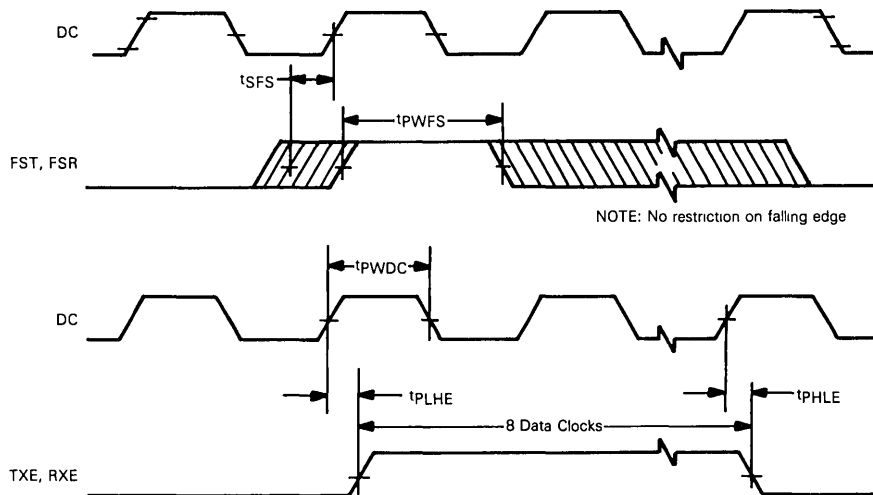 DC
tSFS
tPWFS
FST, FSR
NOTE: No restriction on falling edge
tPWDC
DC
tPLHE
tPHLE
8 Data Clocks
TXE, RXE